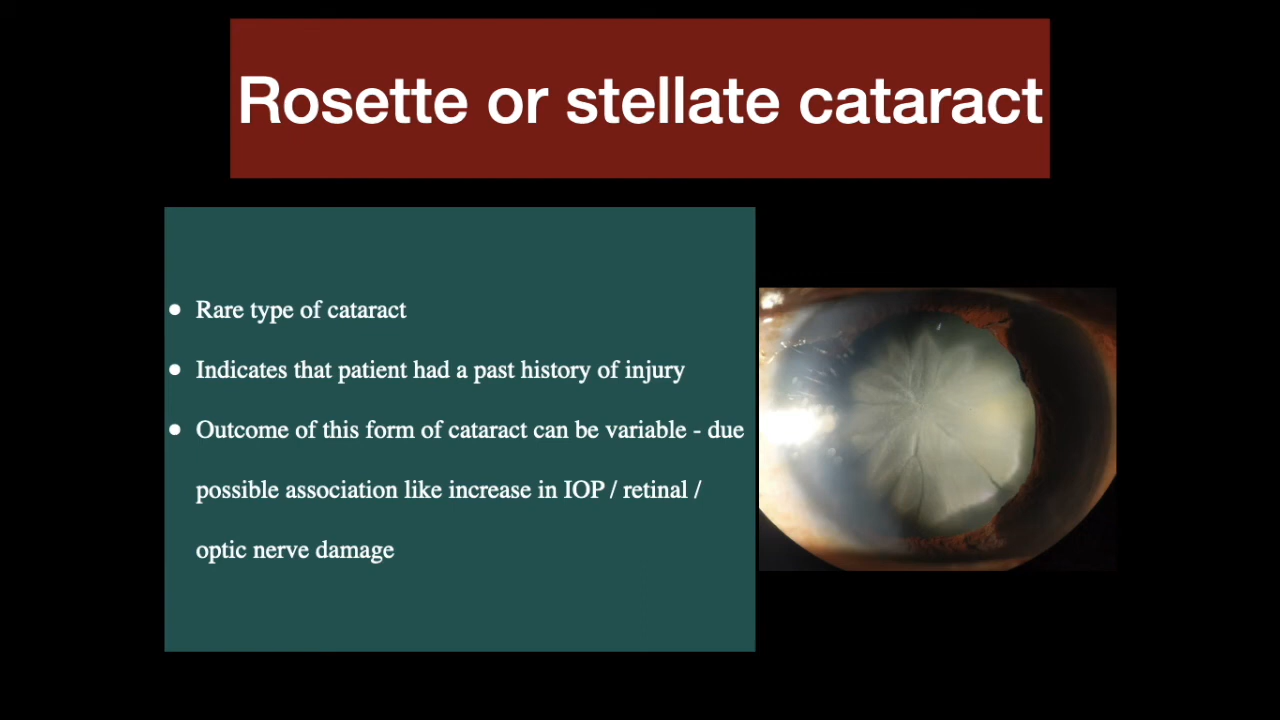 Rosette or stellate cataract
● Rare type of cataract
● Indicates that patient had a past history of injury
● Outcome of this form of cataract can be variable - due
possible association like increase in IOP / retinal /
optic nerve damage